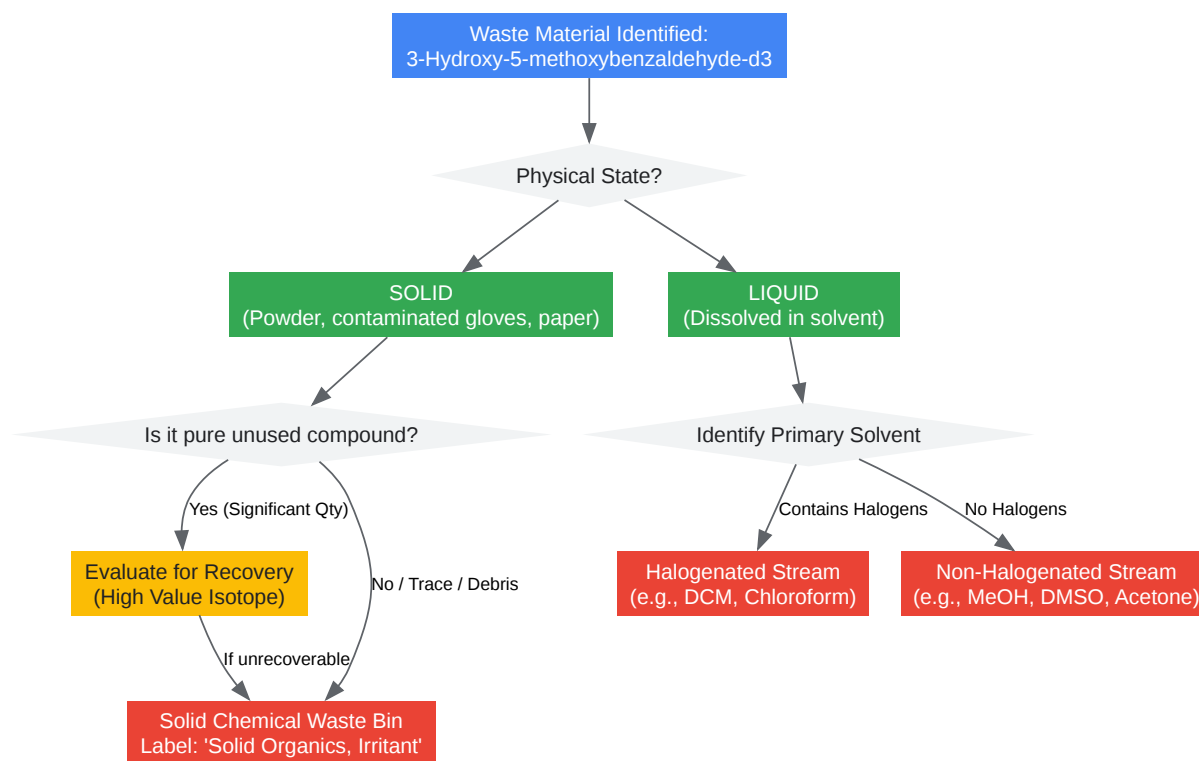 Waste Material Identified:
3-Hydroxy-5-methoxybenzaldehyde-d3
Physical State?
SOLID
(Powder, contaminated gloves, paper)
LIQUID
(Dissolved in solvent)
Is it pure unused compound?
Identify Primary Solvent
Yes (Significant Qty)
Contains Halogens
No Halogens
Evaluate for Recovery
(High Value Isotope)
No / Trace / Debris
Halogenated Stream
(e.g., DCM, Chloroform)
Non-Halogenated Stream
(e.g., MeOH, DMSO, Acetone)
If unrecoverable
Solid Chemical Waste Bin
Label: 'Solid Organics, Irritant'